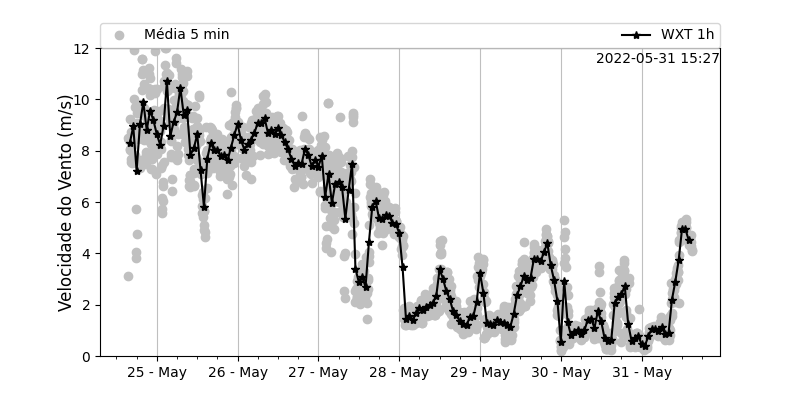 Média 5 min
WXT 1h
2022-05-31 15:27
Velocidade do Vento (m/s)
12
10
8
6
4
2
0
25 - May
26 - May
27 - May
28 - May
29 - May
30 - May
31 - May